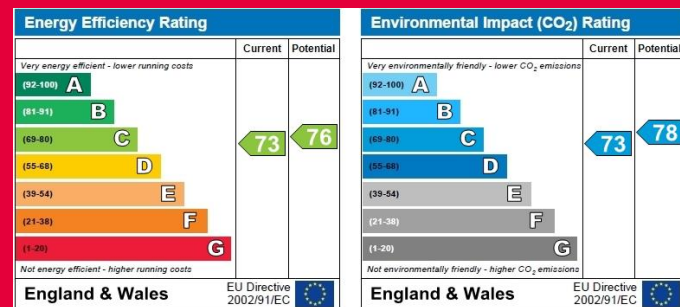 Energy Efficiency Rating
Current Potential
Very energy efficient - lower running costs
(92-100) A
(81-91) B
(69-80) C
(55-68) D
(39-54) E
(21-38) F
(1-20) G
73 76
Not energy efficient - higher running costs
England & Wales
EU Directive
2002/91/EC
Environmental Impact (CO₂) Rating
Current Potential
Very environmentally friendly - lower CO₂ emissions
(92-100) A
(81-91) B
(69-80) C
(55-68) D
(39-54) E
(21-38) F
(1-20) G
73 78
Not environmentally friendly - higher CO₂ emissions
England & Wales
EU Directive
2002/91/EC